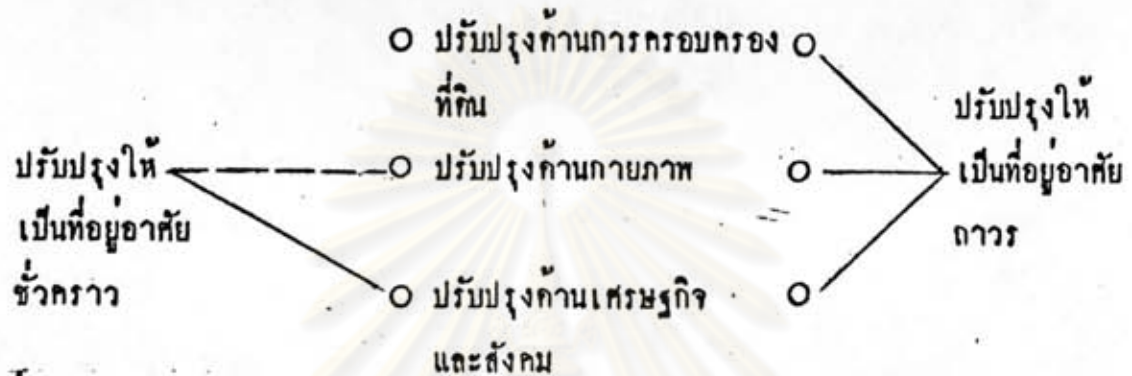 ปรับปรุงด้านการครอบครอง
ที่ดิน
ปรับปรุงให้
เป็นที่อยู่อาศัย
ชั่วคราว
ปรับปรุงด้านกายภาพ
ปรับปรุงด้านเศรษฐกิจ
และสังคม
ปรับปรุงให้
เป็นที่อยู่อาศัย
ถาวร